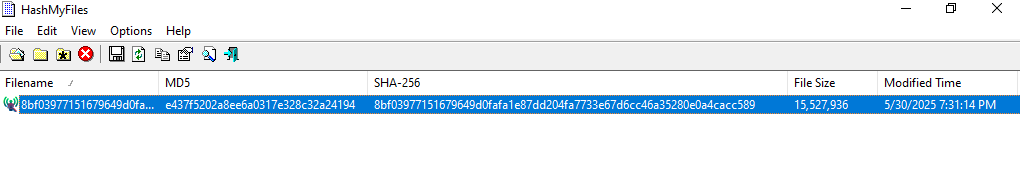 HashMyFiles
File Edit View Options Help
Filename MD5 SHA-256 File Size Modified Time
8bf03977151679649d0fa... e437f5202a8ee6a0317e328c32a24194 8bf03977151679649d0fafa1e87dd204fa7733e67d6cc46a35280e0a4cacc589 15,527,936 5/30/2025 7:31:14 PM